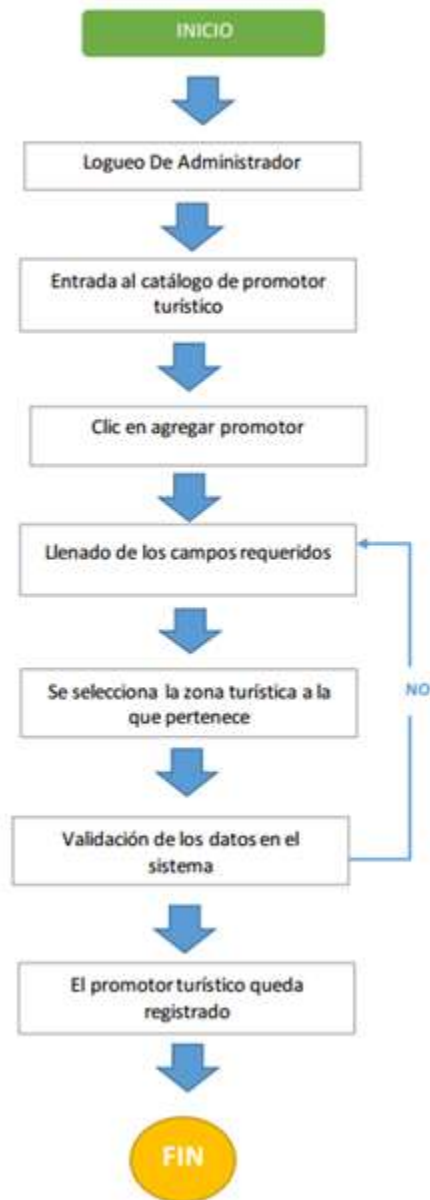 INICIO
Logueo De Administrador
Entrada al catálogo de promotor
turístico
Clic en agregar promotor
Llenado de los campos requeridos
Se selecciona la zona turística a la
que pertenece
NO
Validación de los datos en el
sistema
El promotor turístico queda
registrado
FIN